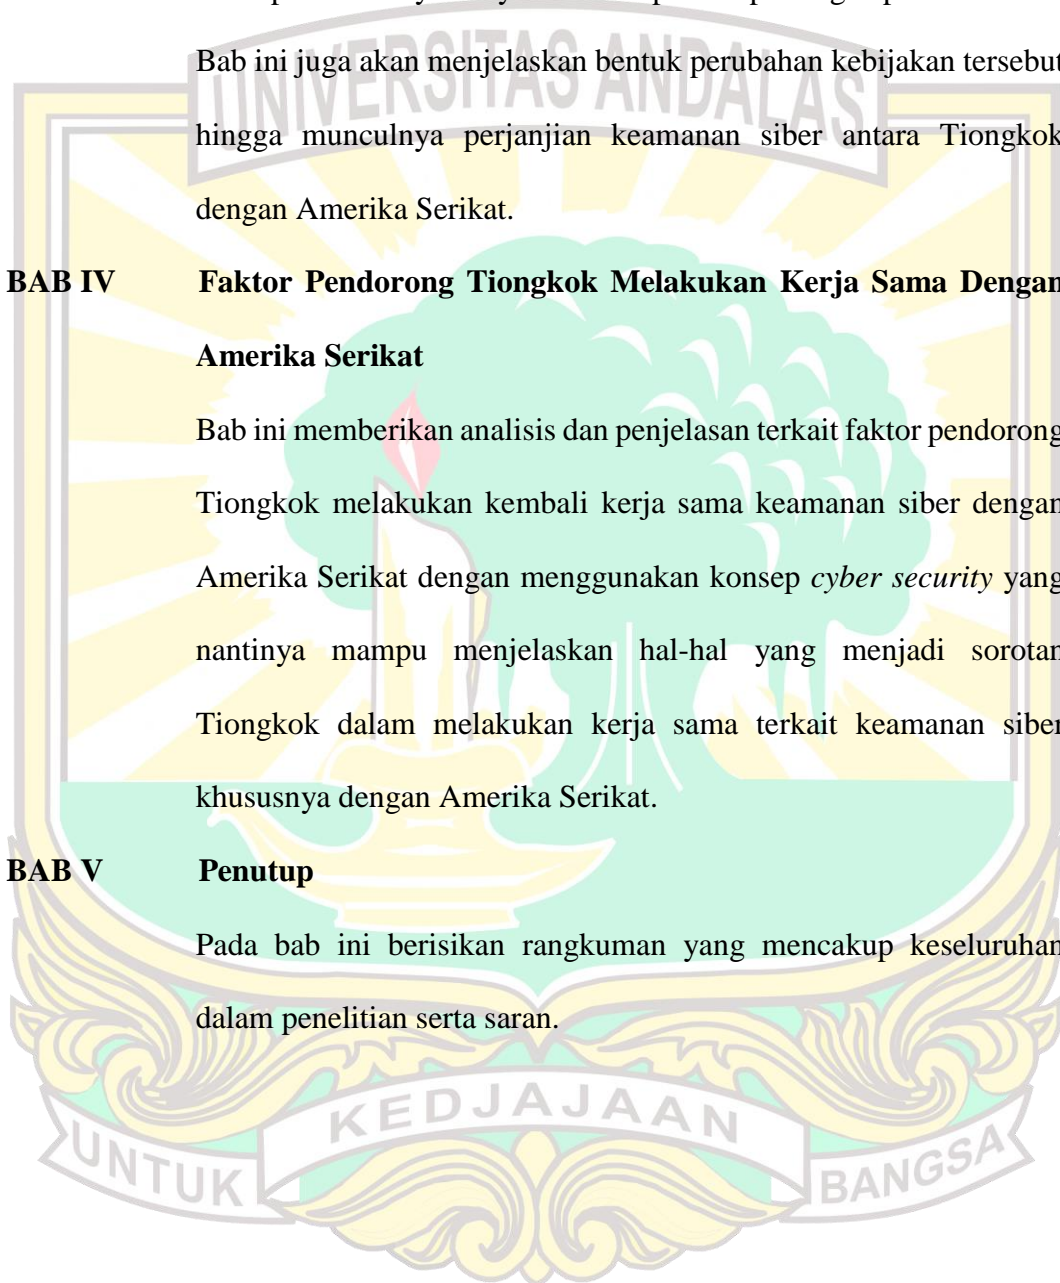 UNIVERSITAS ANDALAS
Bab ini juga akan menjelaskan bentuk perubahan kebijakan tersebut
hingga munculnya perjanjian keamanan siber antara Tiongkok
dengan Amerika Serikat.
BAB IV Faktor Pendorong Tiongkok Melakukan Kerja Sama Dengan
Amerika Serikat
Bab ini memberikan analisis dan penjelasan terkait faktor pendorong
Tiongkok melakukan kembali kerja sama keamanan siber dengan
Amerika Serikat dengan menggunakan konsep cyber security yang
nantinya mampu menjelaskan hal-hal yang menjadi sorotan
Tiongkok dalam melakukan kerja sama terkait keamanan siber
khususnya dengan Amerika Serikat.
BAB V Penutup
Pada bab ini berisikan rangkuman yang mencakup keseluruhan
dalam penelitian serta saran.
UNTUK KEDJAJAAN BANGSA